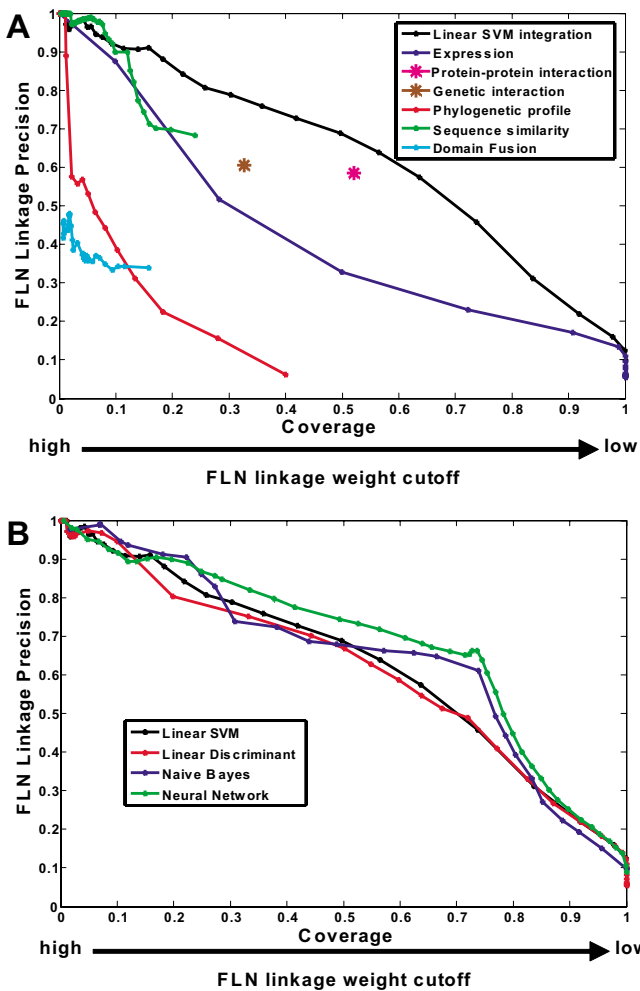 A
FLN Linkage Precision
1
0.9
0.8
0.7
0.6
0.5
0.4
0.3
0.2
0.1
0
Linear SVM integration
Expression
Protein-protein interaction
Genetic interaction
Phylogenetic profile
Sequence similarity
Domain Fusion
0 0.1 0.2 0.3 0.4 0.5 0.6 0.7 0.8 0.9 1
Coverage
high low
FLN linkage weight cutoff
B
FLN Linkage Precision
1
0.9
0.8
0.7
0.6
0.5
0.4
0.3
0.2
0.1
0
Linear SVM
Linear Discriminant
Naive Bayes
Neural Network
0 0.1 0.2 0.3 0.4 0.5 0.6 0.7 0.8 0.9 1
Coverage
high low
FLN linkage weight cutoff